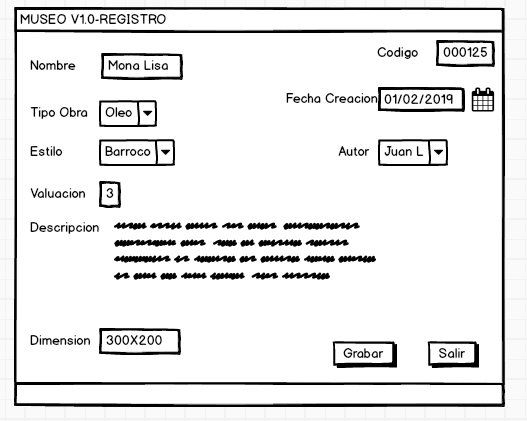 MUSEO V1.0-REGISTRO
Codigo 000125
Nombre Mona Lisa
Fecha Creacion 01/02/2019
Tipo Obra Oleo
Estilo Barroco
Autor Juan L
Valuacion 3
Descripcion
Dimension 300X200
Grabar Salir